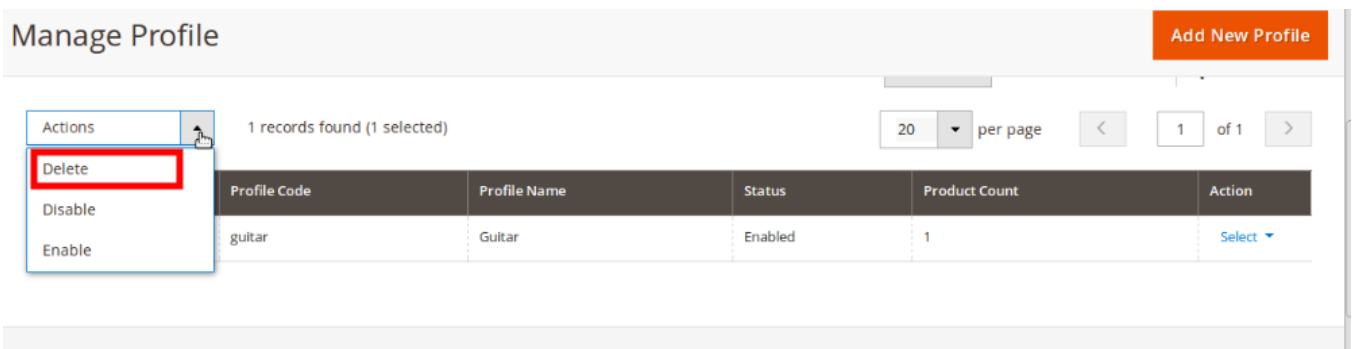 Manage Profile
Add New Profile
Actions
1 records found (1 selected)
20
per page
1
of 1
Delete
Disable
Enable
Profile Code
Profile Name
Status
Product Count
Action
guitar
Guitar
Enabled
1
Select